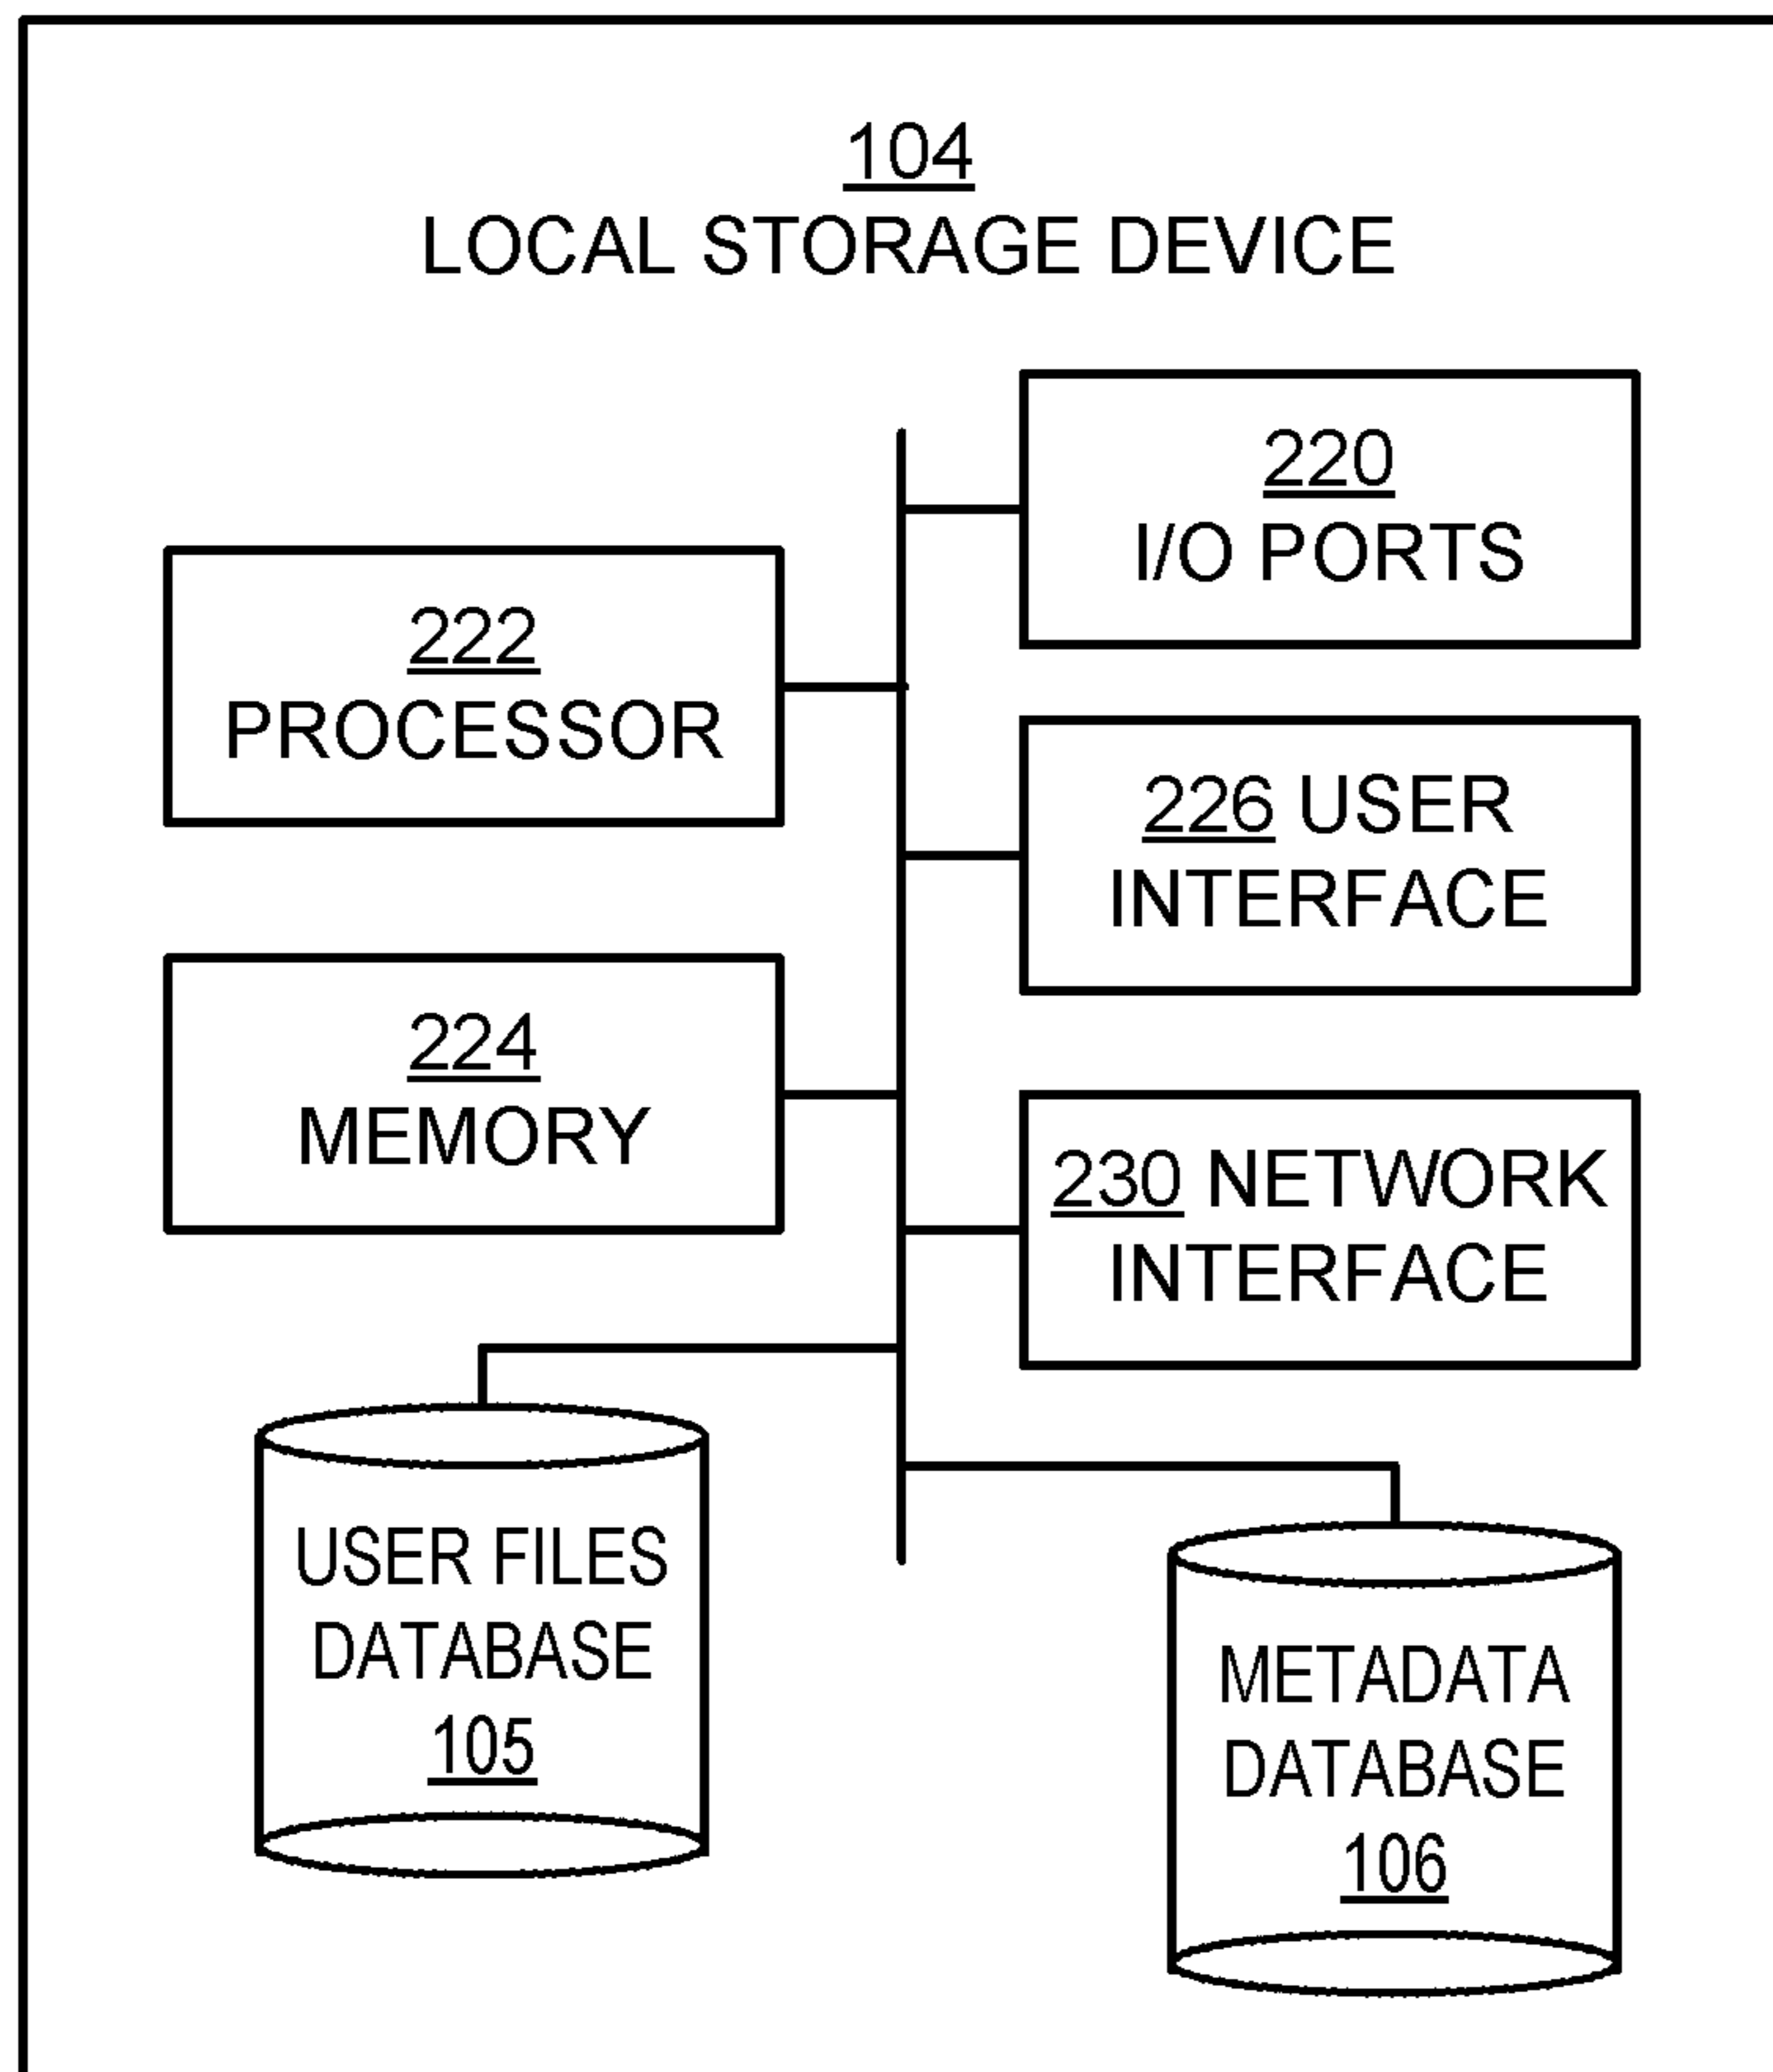 104
LOCAL STORAGE DEVICE
220
I/O PORTS
222
PROCESSOR
226 USER
INTERFACE
224
MEMORY
230 NETWORK
INTERFACE
USER FILES
DATABASE
105
METADATA
DATABASE
106